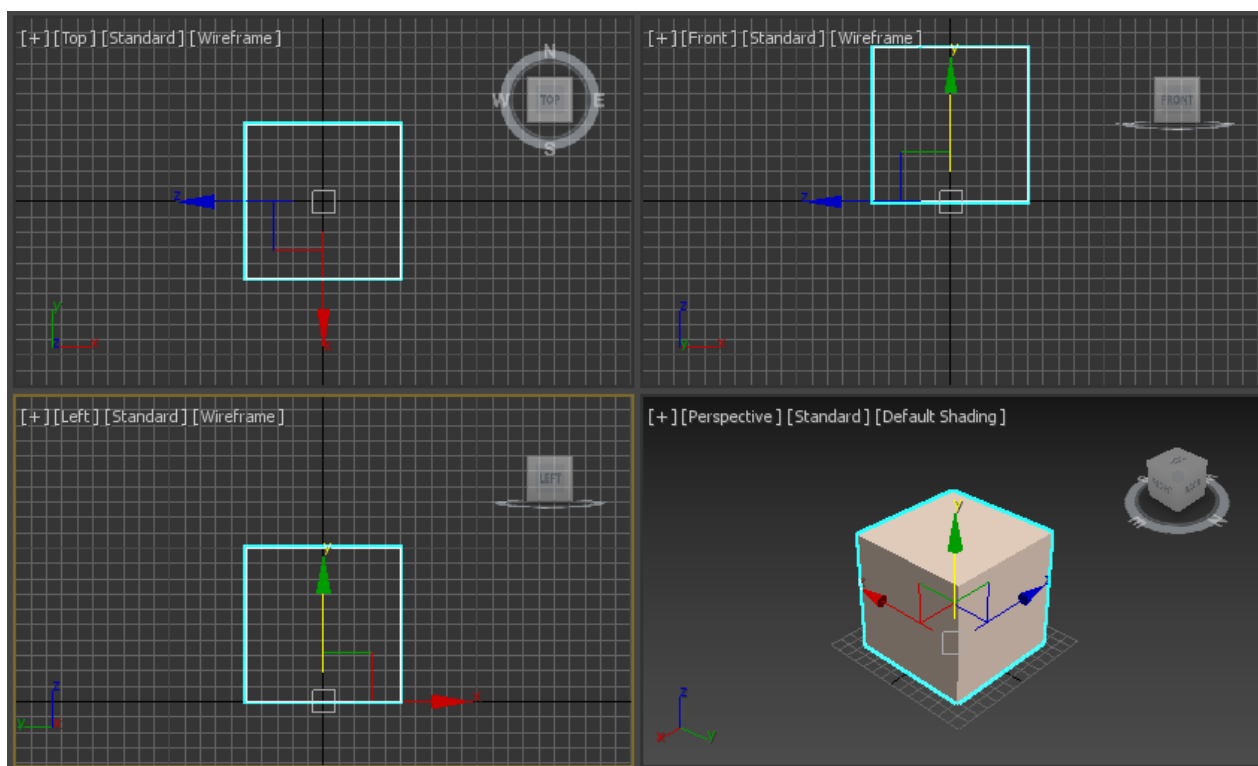 [+] [Top] [Standard] [Wireframe]
N
W TOP E
S
z
x
y
z x
[+] [Front] [Standard] [Wireframe]
y
FRONT
z
z
y x
[+] [Left] [Standard] [Wireframe]
LEFT
y
x
z
y x
[+] [Perspective] [Standard] [Default Shading]
y
z
z
x y